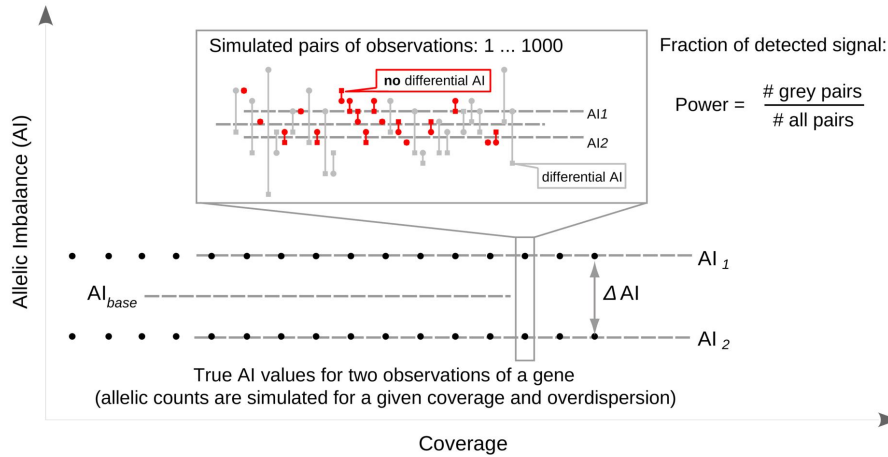 Simulated pairs of observations: 1 ... 1000
no differential AI
AI1
AI2
differential AI
Fraction of detected signal:
Power = # grey pairs
# all pairs
Allelic Imbalance (AI)
AI 1
AIbase
Δ AI
AI 2
True AI values for two observations of a gene
(allelic counts are simulated for a given coverage and overdispersion)
Coverage